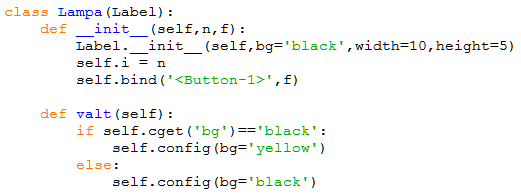 class Lampa(Label):
    def __init__(self,n,f):
        Label.__init__(self,bg='black',width=10,height=5)
        self.i = n
        self.bind('<Button-1>',f)

    def valt(self):
        if self.cget('bg')=='black':
            self.config(bg='yellow')
        else:
            self.config(bg='black')